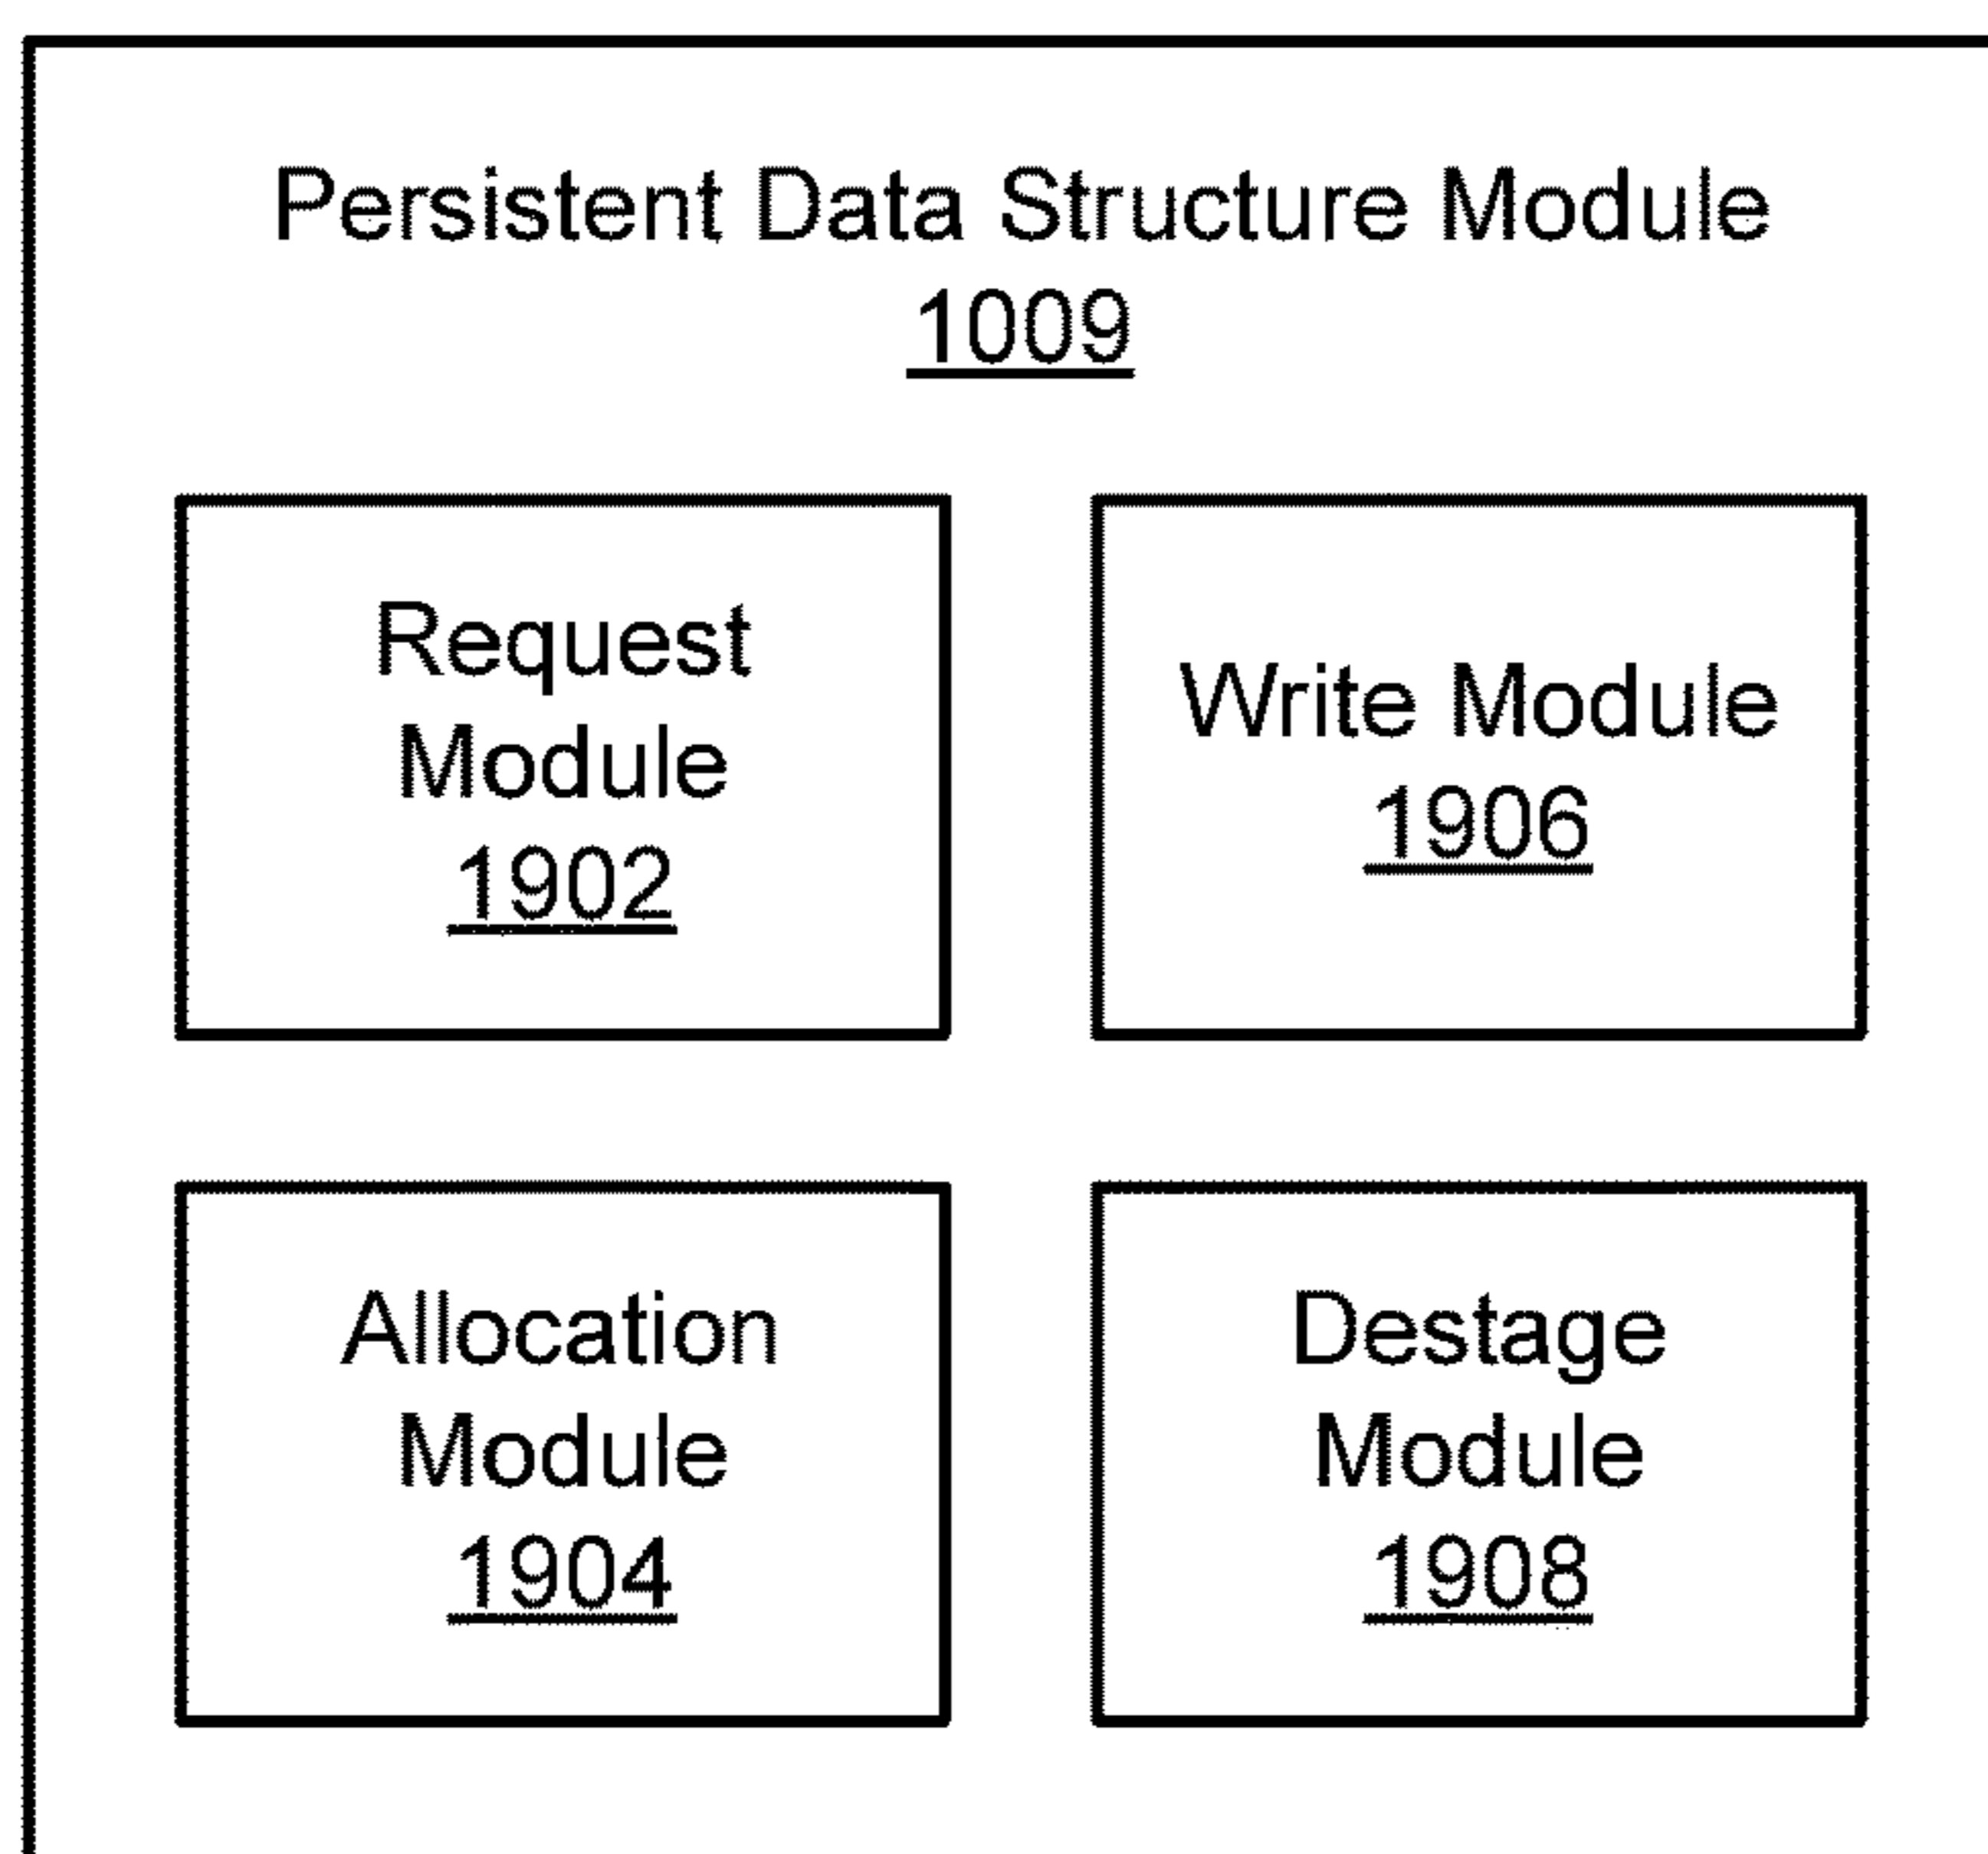 Persistent Data Structure Module
1009
Request
Module
1902
Write Module
1906
Allocation
Module
1904
Destage
Module
1908